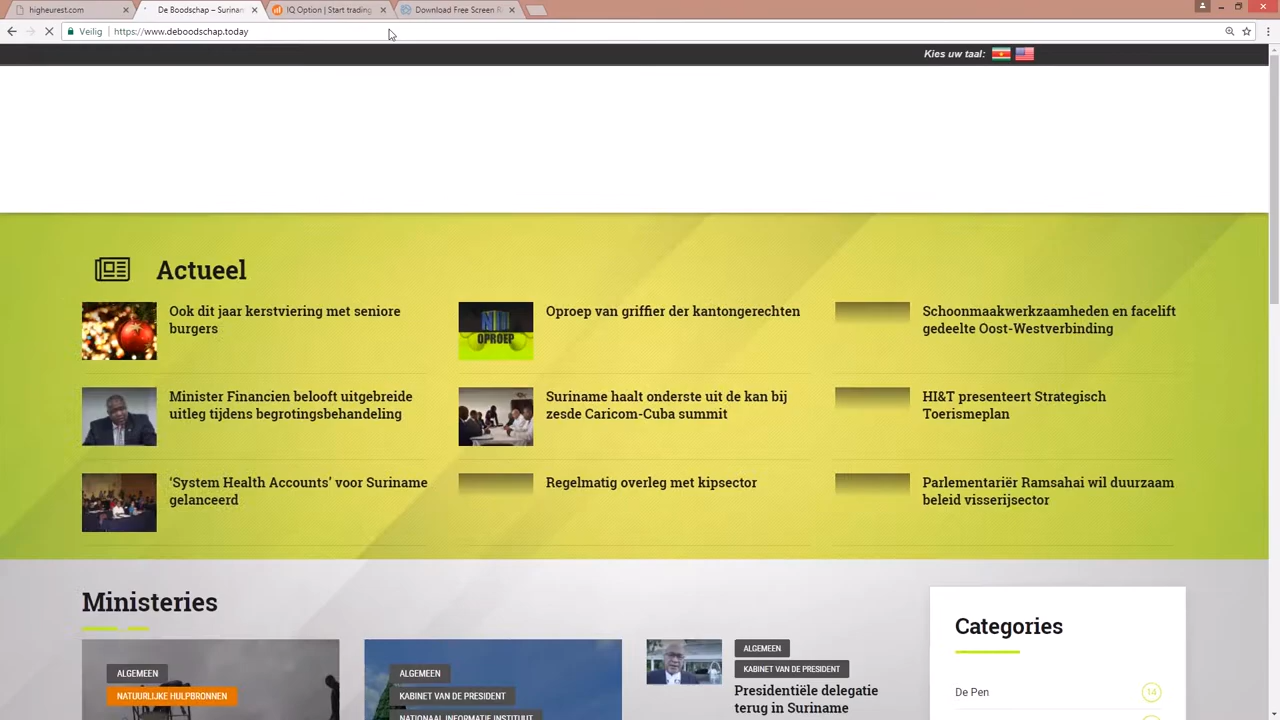 higheurest.com
De Boodschap – Surinam
IQ Option | Start trading
Download Free Screen R
Veilig
https://www.deboodschap.today
Kies uw taal:
Actueel
Ook dit jaar kerstviering met seniore
burgers
Oproep van griffier der kantongerechten
OPROEP
Schoonmaakwerkzaamheden en facelift
gedeelte Oost-Westverbinding
Minister Financien belooft uitgebreide
uitleg tijdens begrotingsbehandeling
Suriname haalt onderste uit de kan bij
zesde Caricom-Cuba summit
HI&T presenteert Strategisch
Toerismeplan
‘System Health Accounts’ voor Suriname
gelanceerd
Regelmatig overleg met kipsector
Parlementariër Ramsahai wil duurzaam
beleid visserijsector
Ministeries
ALGEMEEN
NATUURLIJKE HULPBRONNEN
ALGEMEEN
KABINET VAN DE PRESIDENT
NATIONAAL INFORMATIE INSTITUUT
ALGEMEEN
KABINET VAN DE PRESIDENT
Presidentiële delegatie
terug in Suriname
Categories
De Pen
14